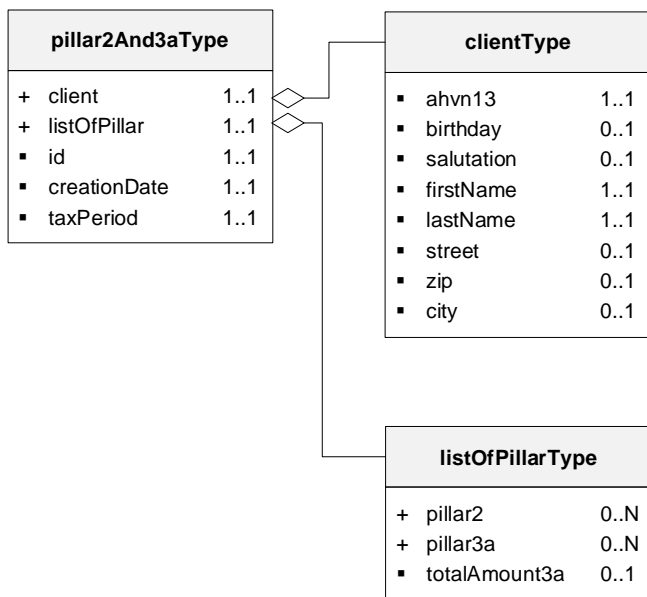 pillar2And3aType
+ client 1..1
+ listOfPillar 1..1
▪ id 1..1
▪ creationDate 1..1
▪ taxPeriod 1..1
clientType
▪ ahvn13 1..1
▪ birthday 0..1
▪ salutation 0..1
▪ firstName 1..1
▪ lastName 1..1
▪ street 0..1
▪ zip 0..1
▪ city 0..1
listOfPillarType
+ pillar2 0..N
+ pillar3a 0..N
▪ totalAmount3a 0..1